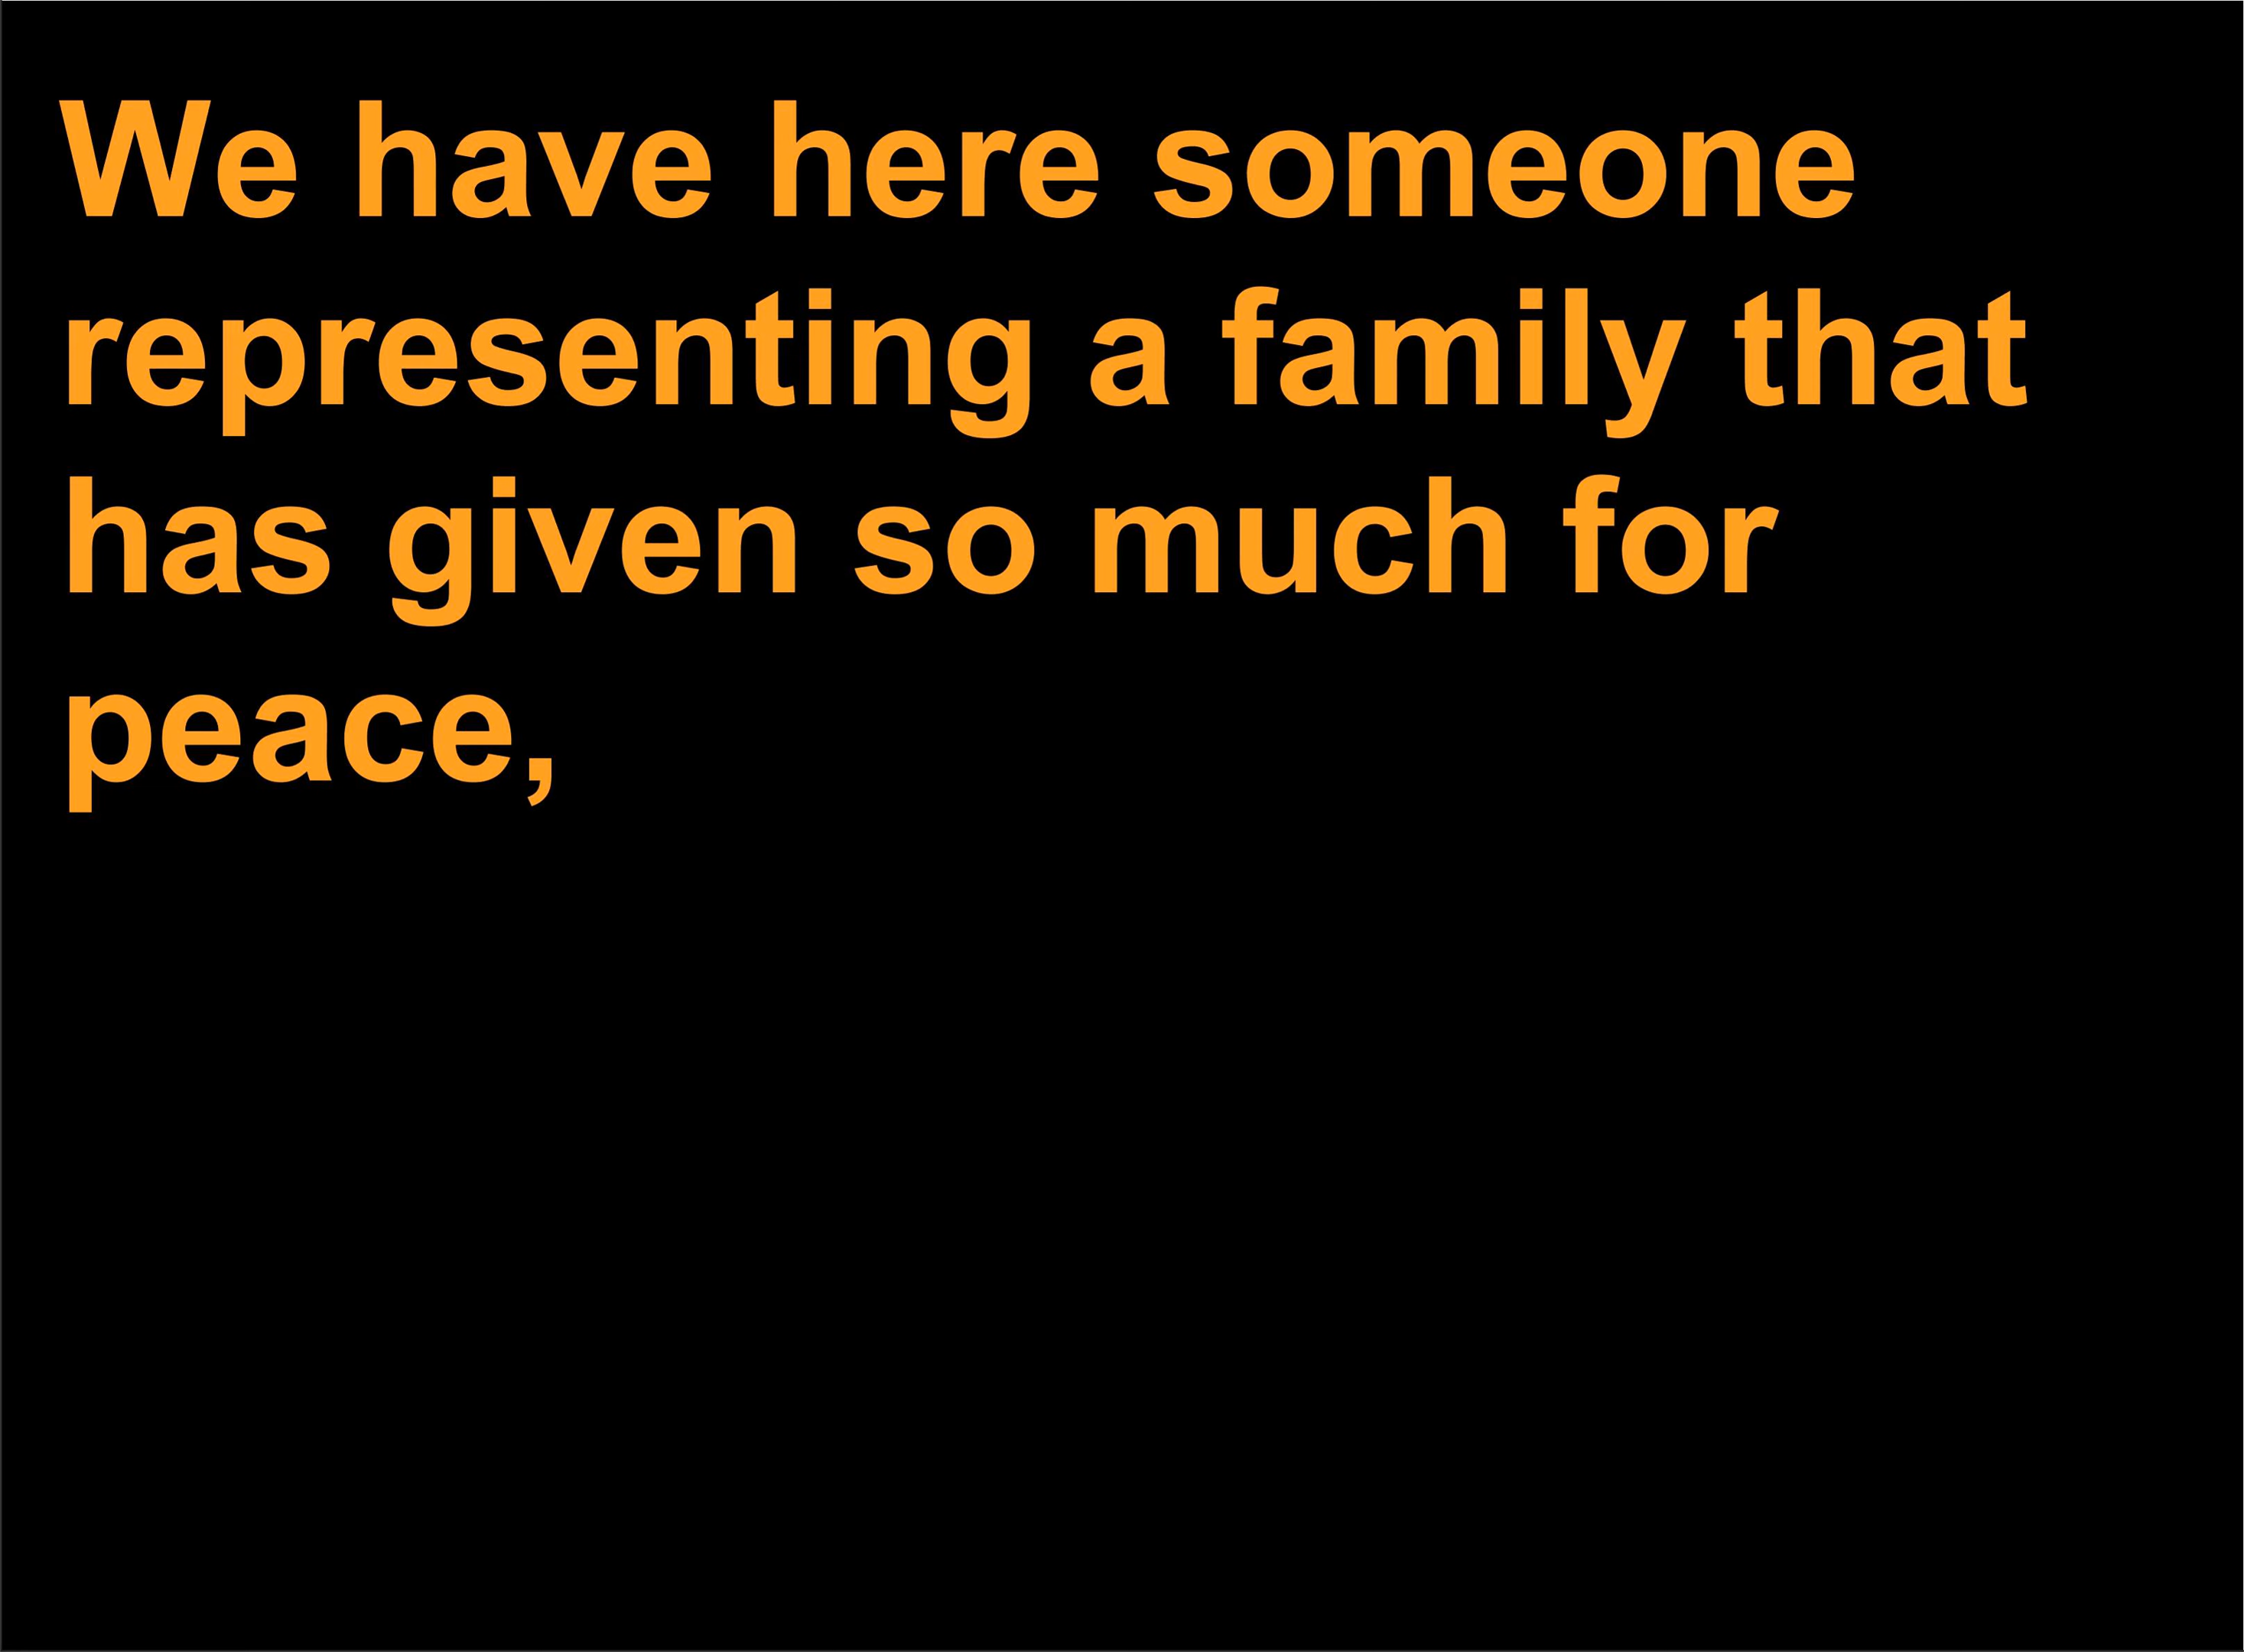 We have here someone
representing a family that
has given so much for
peace,